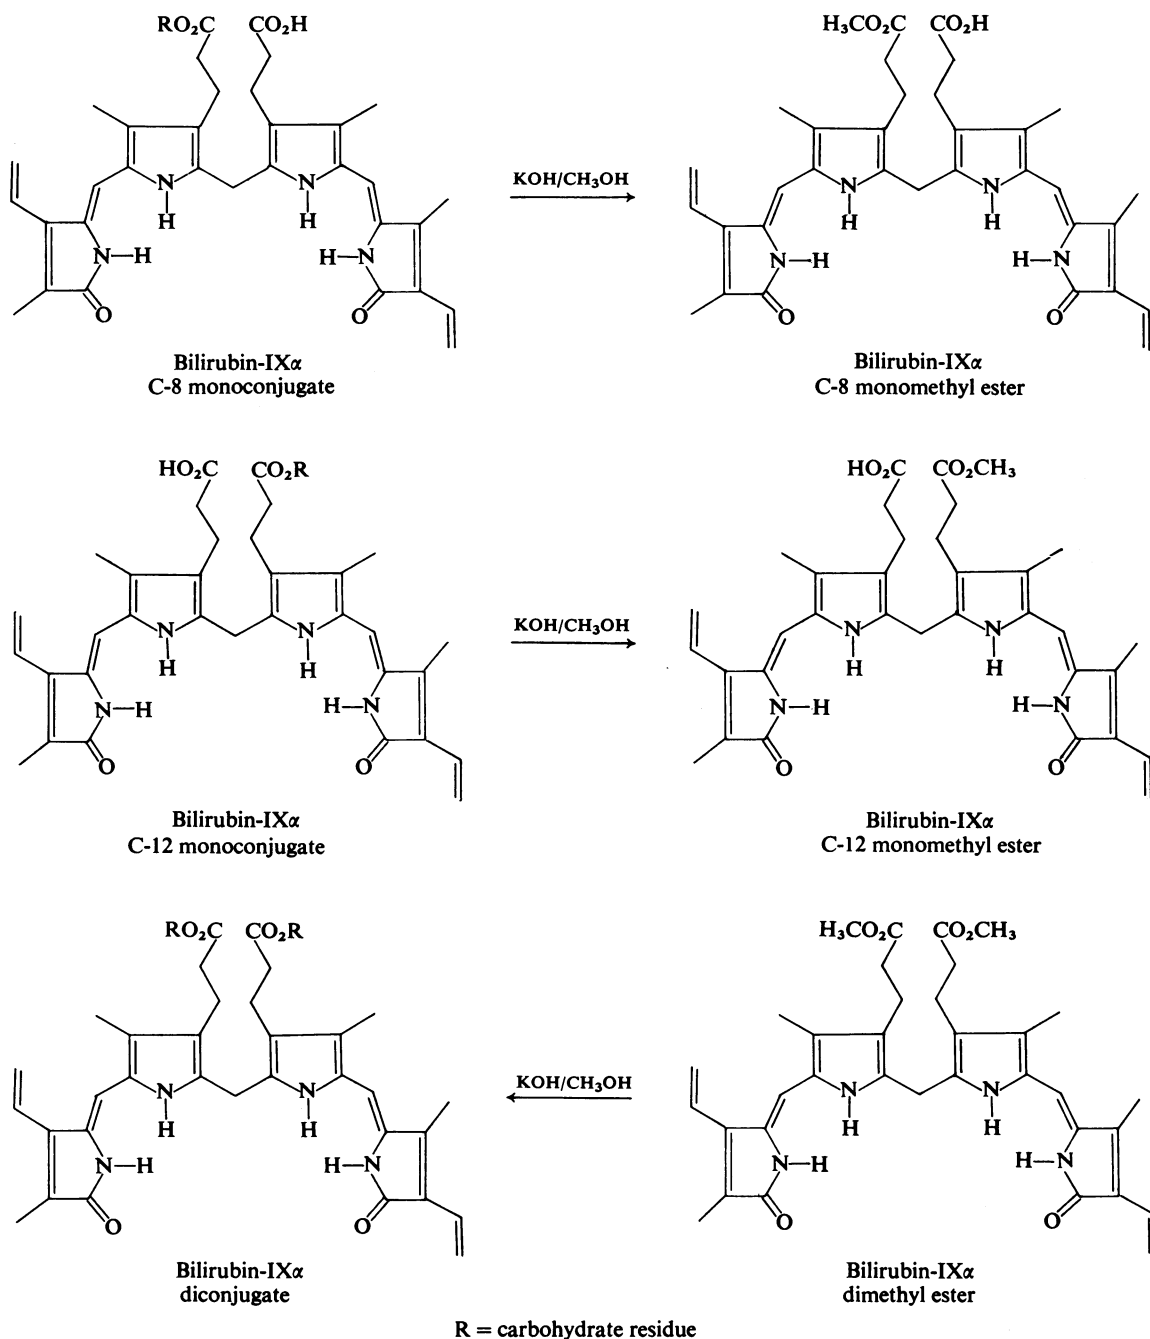 RO₂C CO₂H
H₃CO₂C CO₂H
N N
H H
N N
H H
KOH/CH₃OH
N–H H–N
O O
N–H H–N
O O
Bilirubin-IXα
C-8 monoconjugate
Bilirubin-IXα
C-8 monomethyl ester
HO₂C CO₂R
HO₂C CO₂CH₃
N N
H H
N N
H H
KOH/CH₃OH
N–H H–N
O O
N–H H–N
O O
Bilirubin-IXα
C-12 monoconjugate
Bilirubin-IXα
C-12 monomethyl ester
RO₂C CO₂R
H₃CO₂C CO₂CH₃
N N
H H
N N
H H
KOH/CH₃OH
N–H H–N
O O
N–H H–N
O O
Bilirubin-IXα
diconjugate
Bilirubin-IXα
dimethyl ester
R = carbohydrate residue